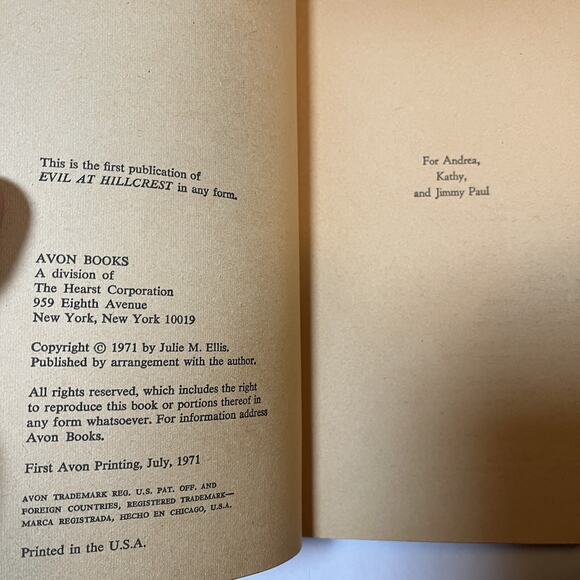 This is the first publication of
EVIL AT HILLCREST in any form.
AVON BOOKS
A division of
The Hearst Corporation
959 Eighth Avenue
New York, New York 10019
Copyright © 1971 by Julie M. Ellis.
Published by arrangement with the author.
All rights reserved, which includes the right
to reproduce this book or portions thereof in
any form whatsoever. For information address
Avon Books.
First Avon Printing, July, 1971
AVON TRADEMARK REG. U.S. PAT. OFF. AND
FOREIGN COUNTRIES, REGISTERED TRADEMARK—
MARCA REGISTRADA, HECHO EN CHICAGO, U.S.A.
Printed in the U.S.A.
For Andrea,
Kathy,
and Jimmy Paul